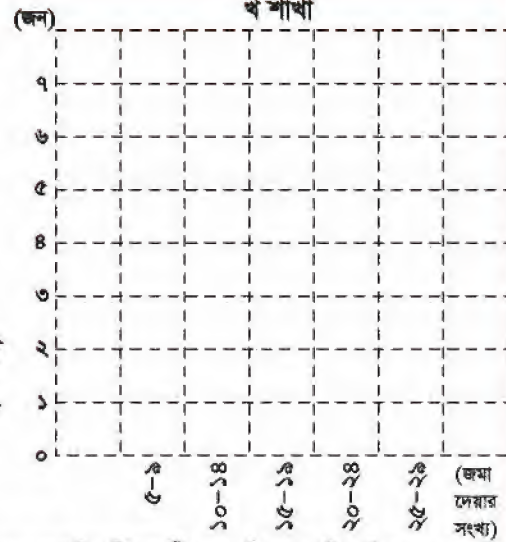 খ শাখা
(জন)
৭
৬
৫
৪
৩
২
১
০
৫-৯
১০-১৪
১৫-১৯
২০-২৪
২৫-২৯
(জমা
দেয়ার
সংখ্য)